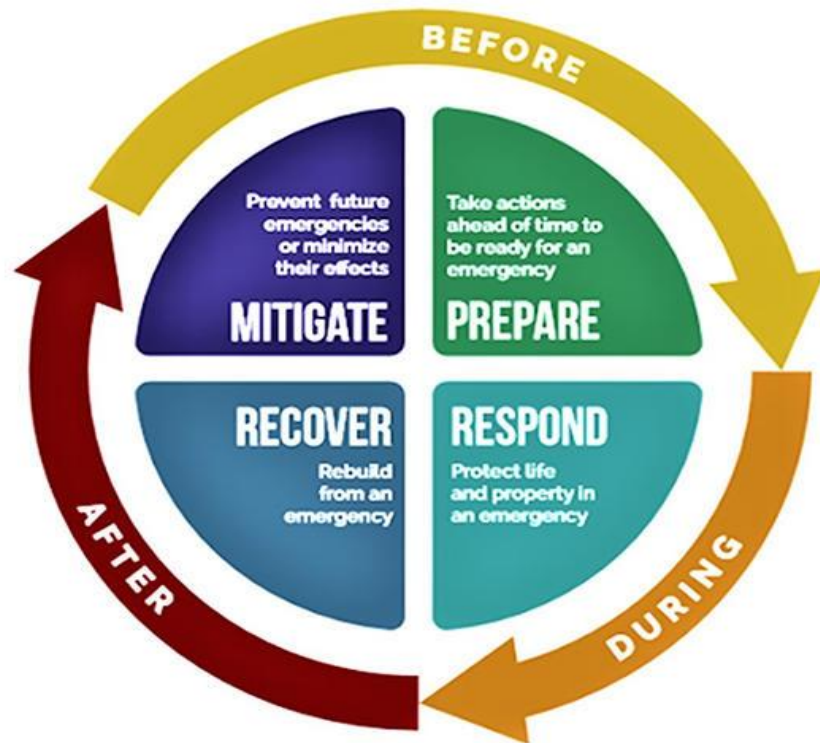 BEFORE
Prevent future
emergencies
or minimize
their effects
MITIGATE
Take actions
ahead of time to
be ready for an
emergency
PREPARE
RECOVER
Rebuild
from an
emergency
RESPOND
Protect life
and property in
an emergency
AFTER
DURING